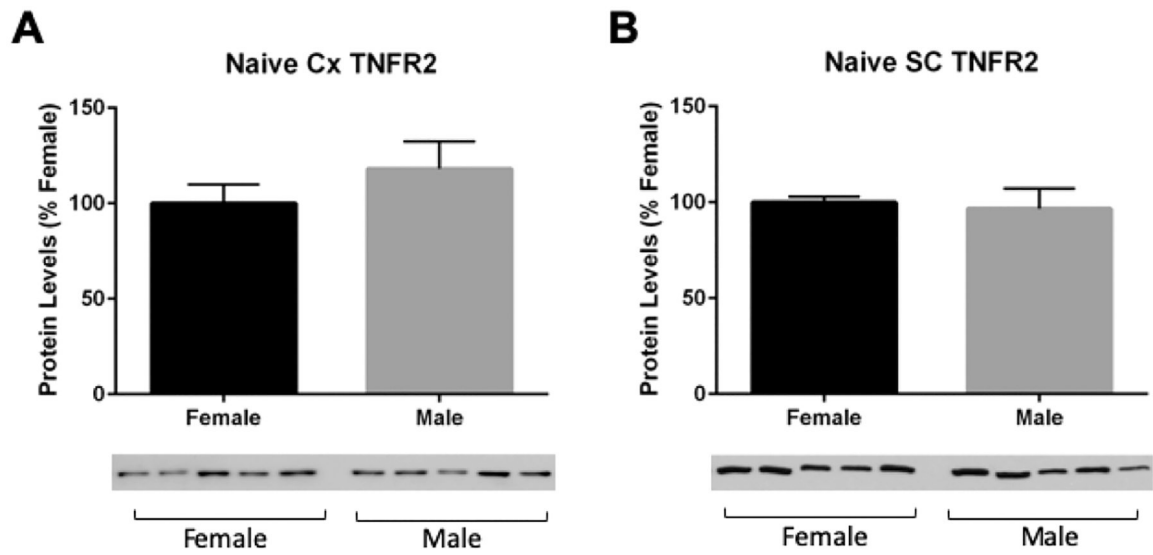 A
Naive Cx TNFR2
Protein Levels (% Female)
150
100
50
0
Female
Male
Female
Male
B
Naive SC TNFR2
Protein Levels (% Female)
150
100
50
0
Female
Male
Female
Male